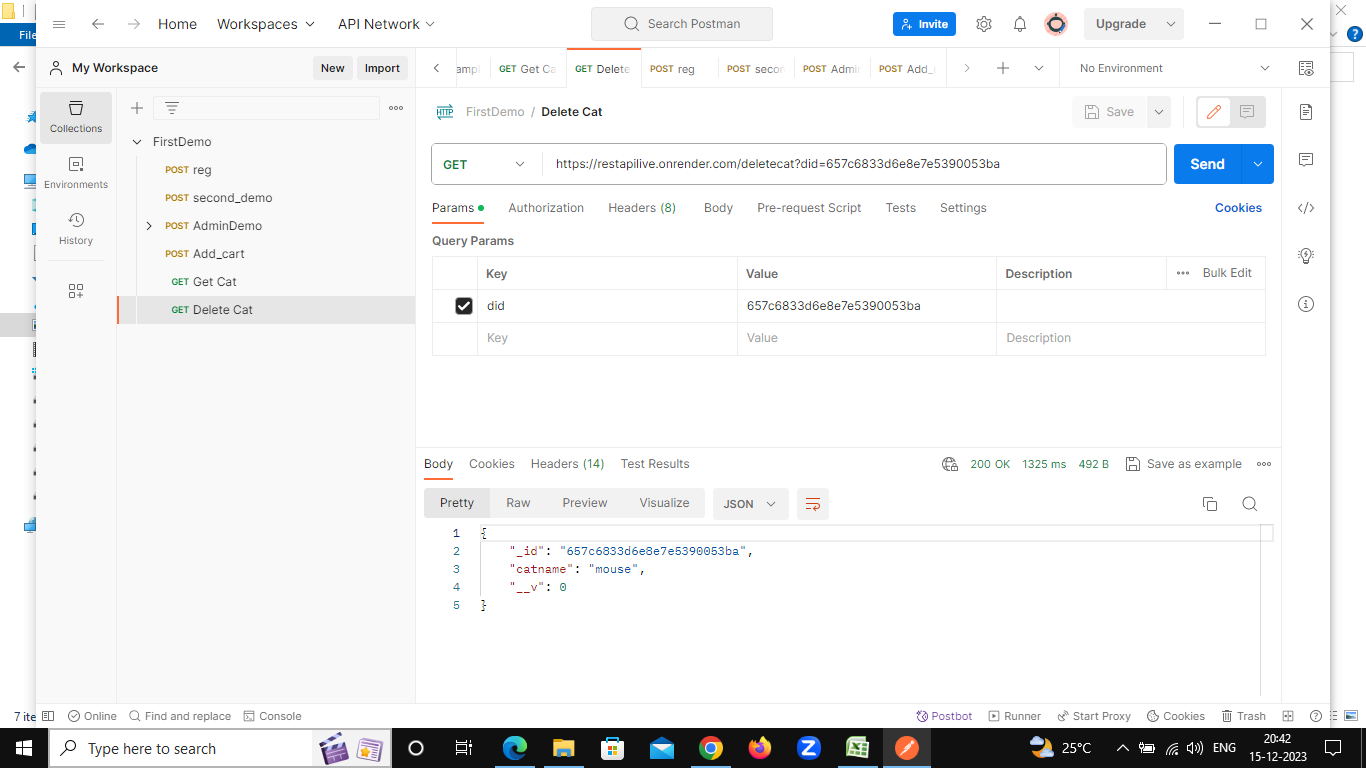 File
Home
Workspaces
API Network
Search Postman
Invite
Upgrade
My Workspace
New
Import
GET Get Ca
GET Delete
POST reg
POST secon
POST Admi
POST Add_
No Environment
Collections
Environments
History
FirstDemo
POST reg
POST second_demo
POST AdminDemo
POST Add_cart
GET Get Cat
GET Delete Cat
HTTP FirstDemo / Delete Cat
Save
GET https://restapilive.onrender.com/deletecat?did=657c6833d6e8e7e5390053ba
Send
Params Authorization Headers (8) Body Pre-request Script Tests Settings Cookies
Query Params
Key Value Description ••• Bulk Edit
did 657c6833d6e8e7e5390053ba
Key Value Description
Body Cookies Headers (14) Test Results 200 OK 1325 ms 492 B Save as example
Pretty Raw Preview Visualize JSON
1 {
2 "_id": "657c6833d6e8e7e5390053ba",
3 "catname": "mouse",
4 "__v": 0
5 }
7 ite
Online Find and replace Console Postbot Runner Start Proxy Cookies Trash
Type here to search
25°C
ENG
20:42
15-12-2023